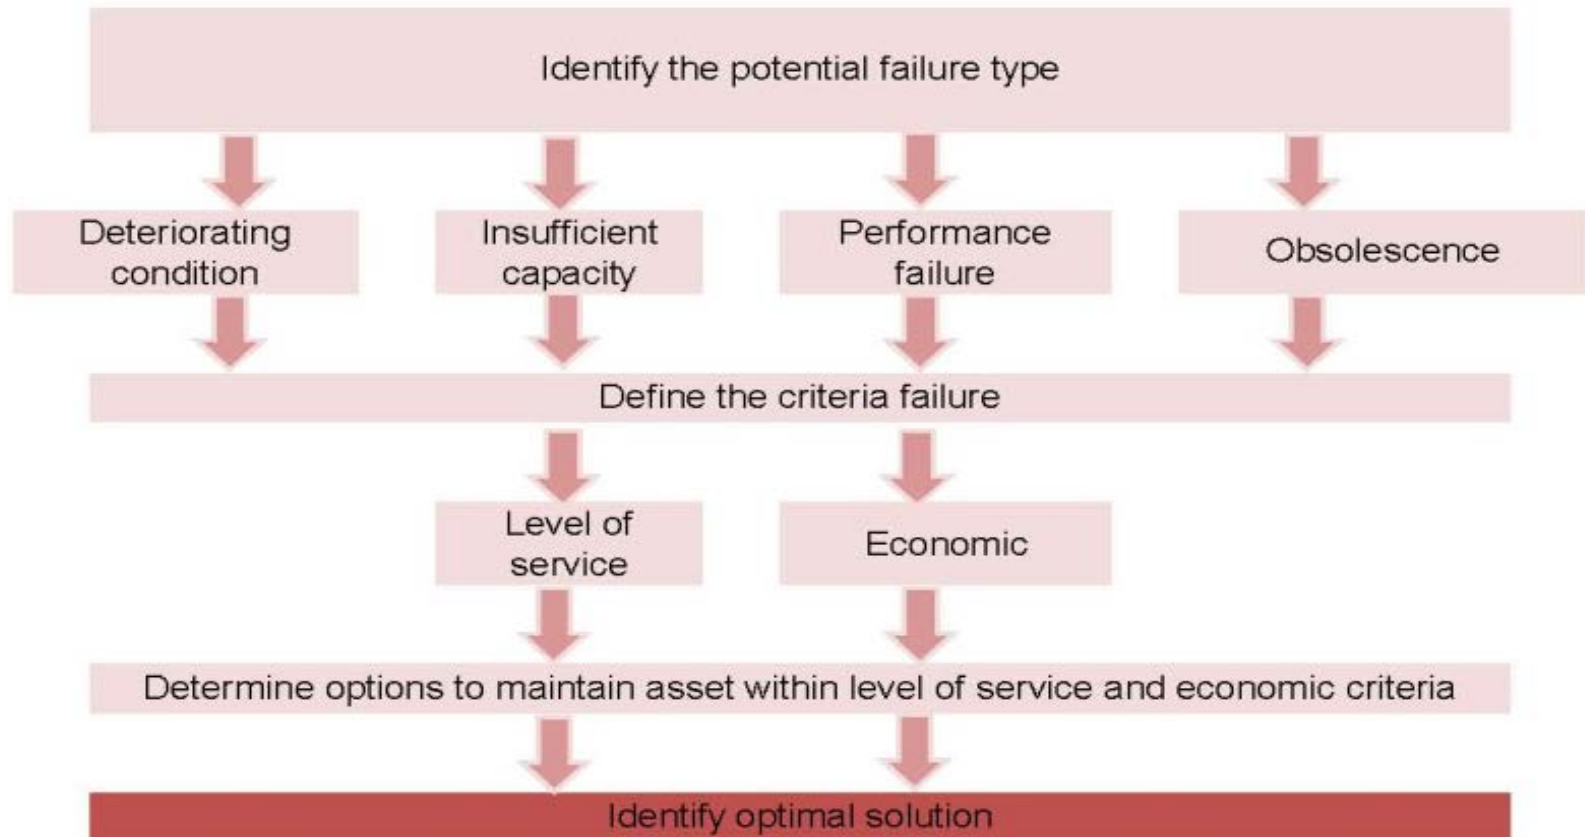 Identify the potential failure type
Deteriorating
condition
Insufficient
capacity
Performance
failure
Obsolescence
Define the criteria failure
Level of
service
Economic
Determine options to maintain asset within level of service and economic criteria
Identify optimal solution